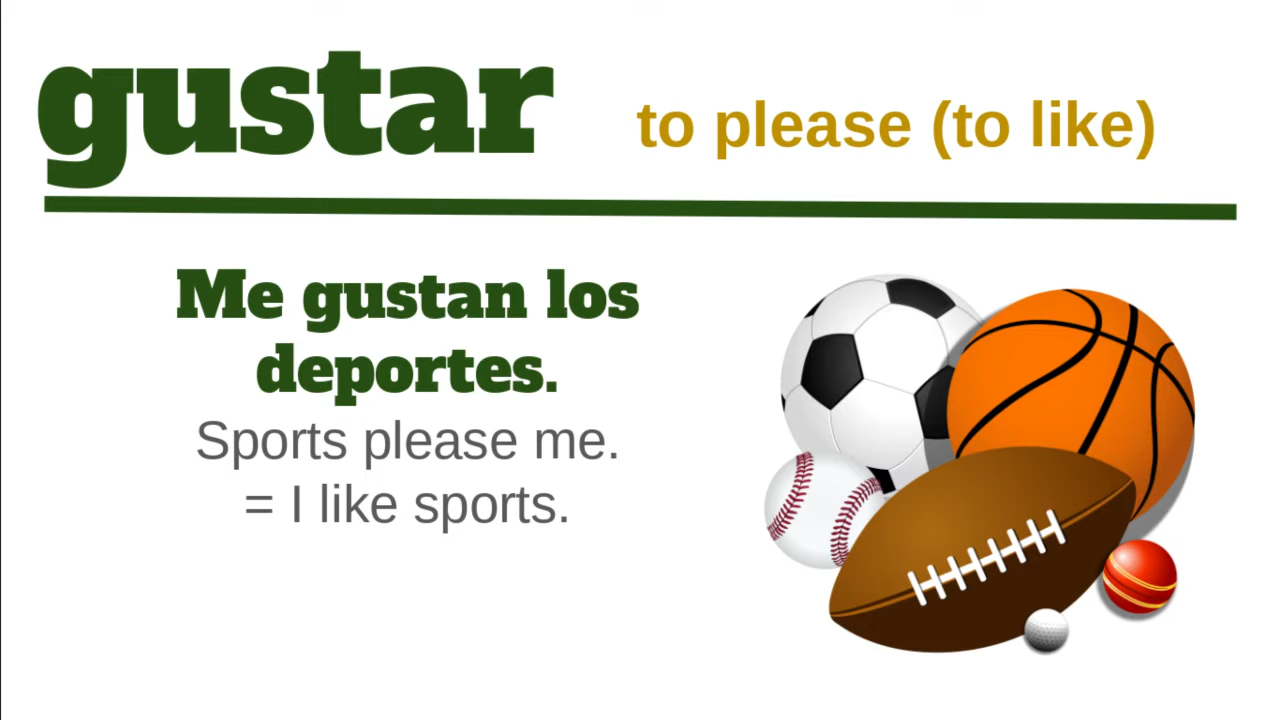 gustar to please (to like)
Me gustan los
deportes.
Sports please me.
= I like sports.